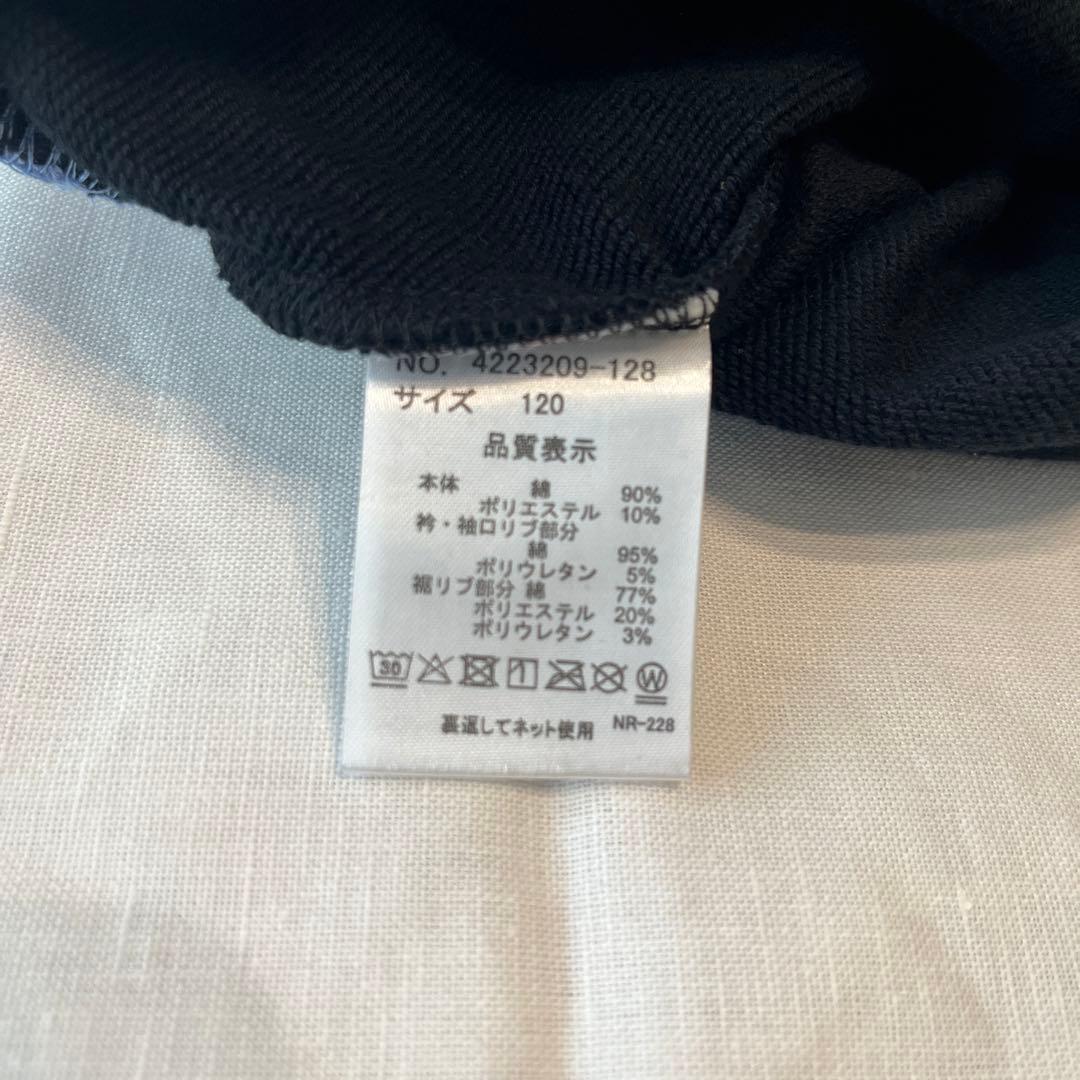 NO. 4223209-128
サイズ 120
品質表示
本体 綿 90%
ポリエステル 10%
衿・袖口リブ部分
綿 95%
ポリウレタン 5%
裾リブ部分 綿 77%
ポリエステル 20%
ポリウレタン 3%
30 W
裏返してネット使用 NR-228